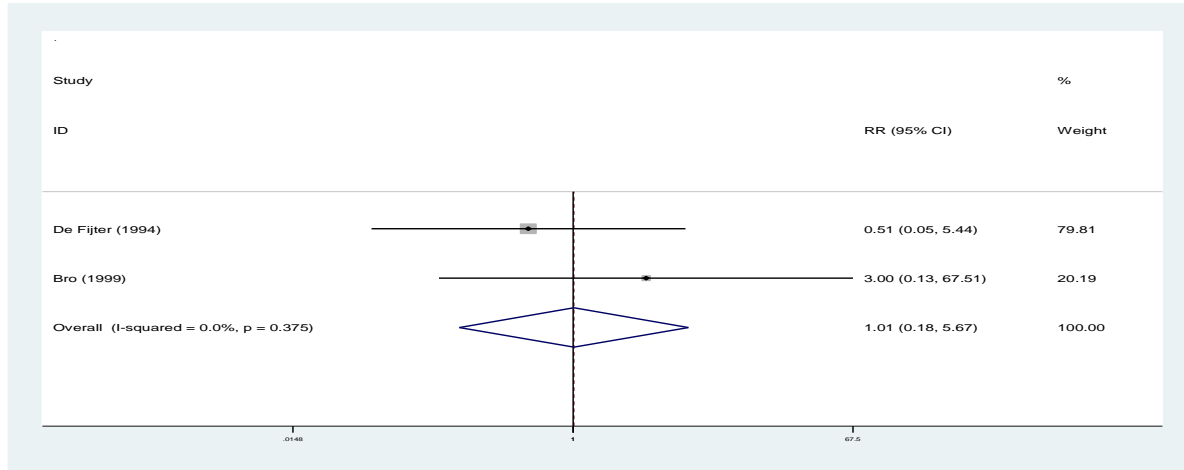 .
Study %
ID RR (95% CI) Weight
De Fijter (1994) 0.51 (0.05, 5.44) 79.81
Bro (1999) 3.00 (0.13, 67.51) 20.19
Overall (I-squared = 0.0%, p = 0.375) 1.01 (0.18, 5.67) 100.00
.0148 1 67.5